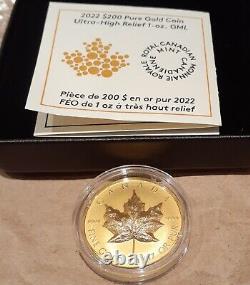 2022 $200 Pure Gold Coin
Ultra-High Relief 1-oz. GML
ROYAL CANADIAN MINT
MONNAIE ROYALE CANADIENNE
Pièce de 200 $ en or pur 2022
FÉO de 1 oz à très haut relief
CANADA
FINE GOLD
OR PUR